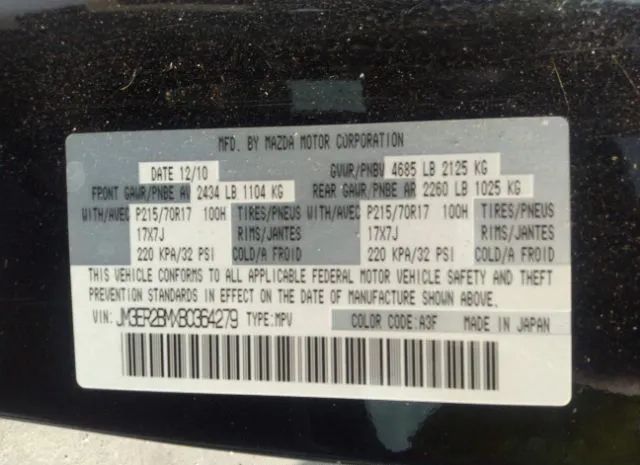 MFD. BY MAZDA MOTOR CORPORATION
DATE 12/10 GVWR/PNBV 4685 LB 2125 KG
FRONT GAWR/PNBE AV 2434 LB 1104 KG REAR GAWR/PNBE AR 2260 LB 1025 KG
WITH/AVEC P215/70R17 100H TIRES/PNEUS WITH/AVEC P215/70R17 100H TIRES/PNEUS
17X7J RIMS/JANTES 17X7J RIMS/JANTES
220 KPA/32 PSI COLD/A FROID 220 KPA/32 PSI COLD/A FROID
THIS VEHICLE CONFORMS TO ALL APPLICABLE FEDERAL MOTOR VEHICLE SAFETY AND THEFT
PREVENTION STANDARDS IN EFFECT ON THE DATE OF MANUFACTURE SHOWN ABOVE.
VIN: JM3ER2BMXBC364279 TYPE:MPV COLOR CODE:A3F MADE IN JAPAN